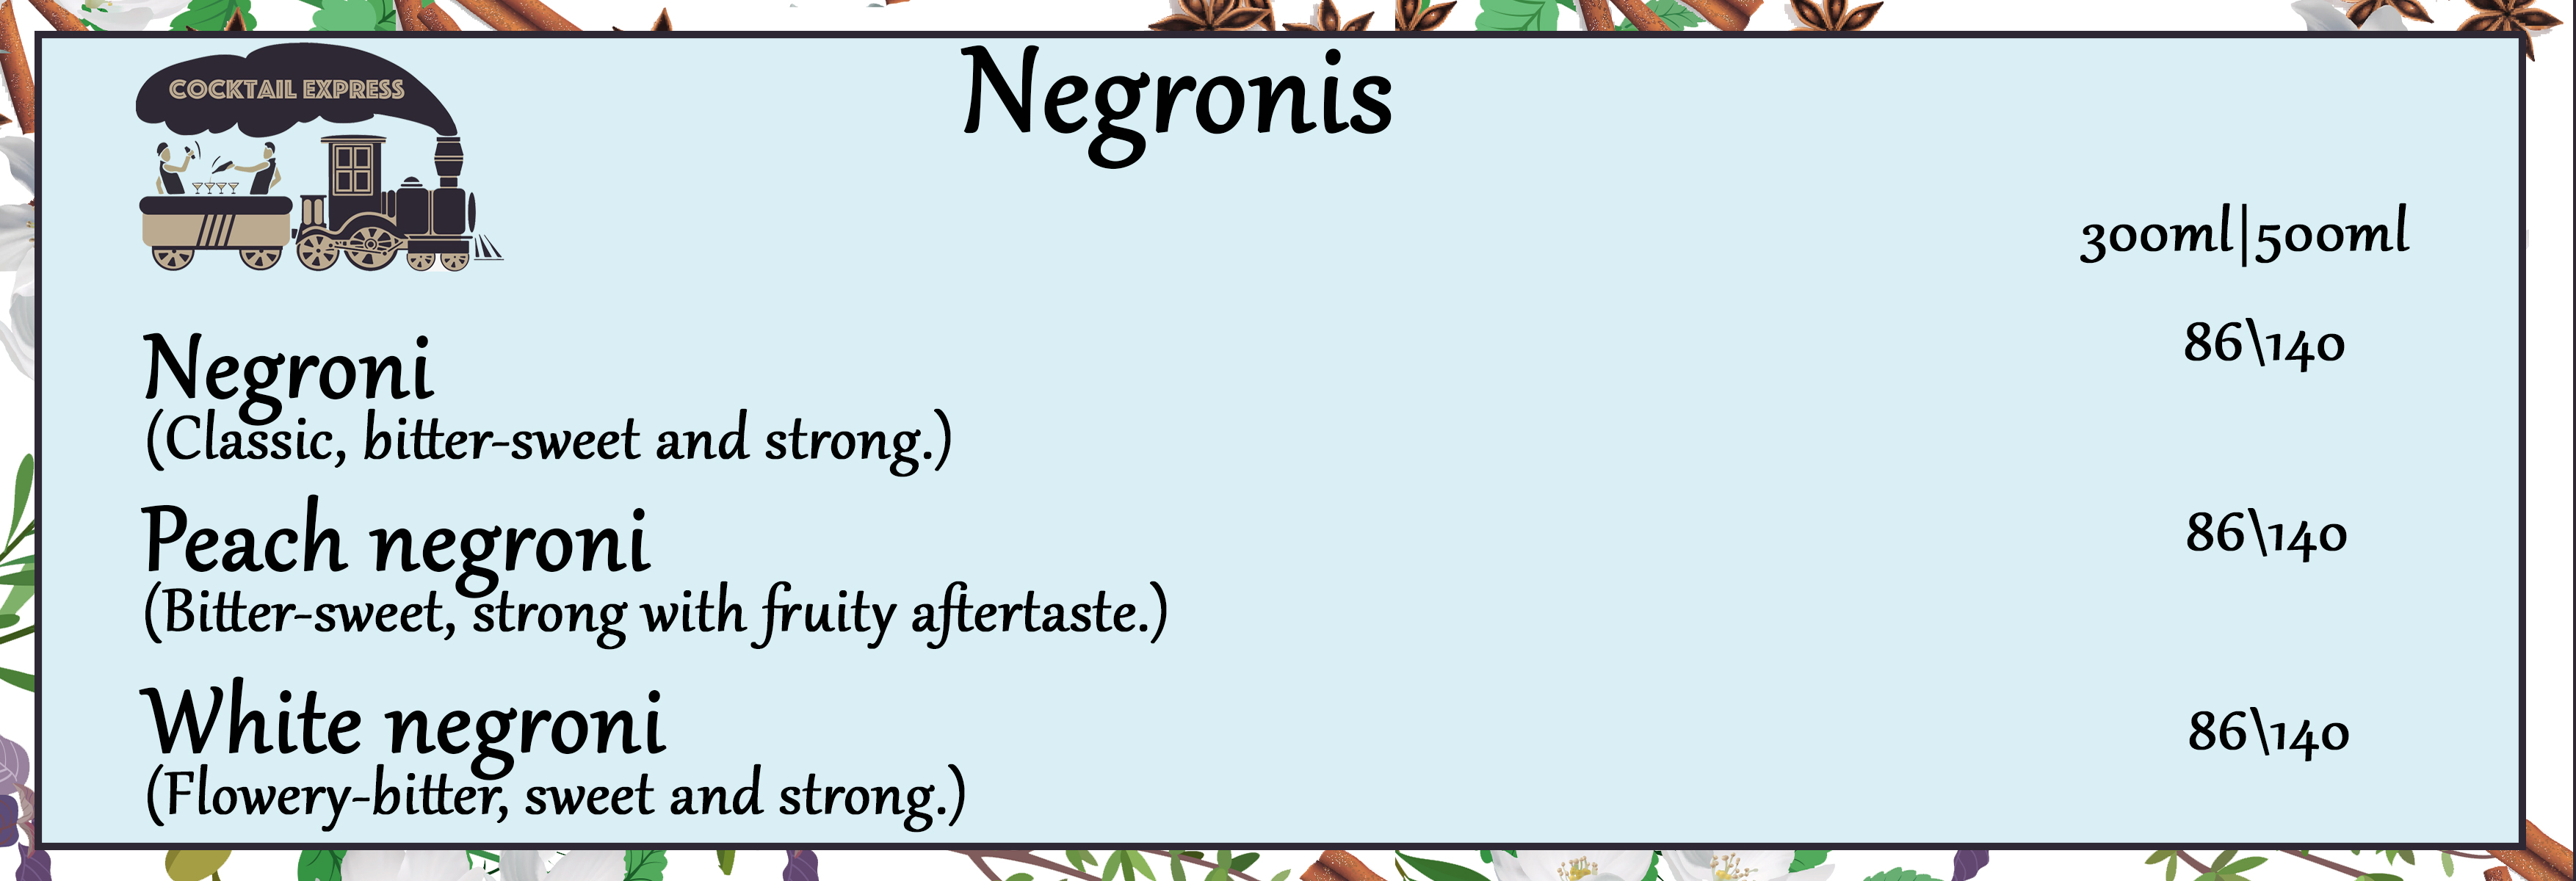 COCKTAIL EXPRESS
Negronis
300ml|500ml
Negroni 86\140
(Classic, bitter-sweet and strong.)
Peach negroni 86\140
(Bitter-sweet, strong with fruity aftertaste.)
White negroni 86\140
(Flowery-bitter, sweet and strong.)